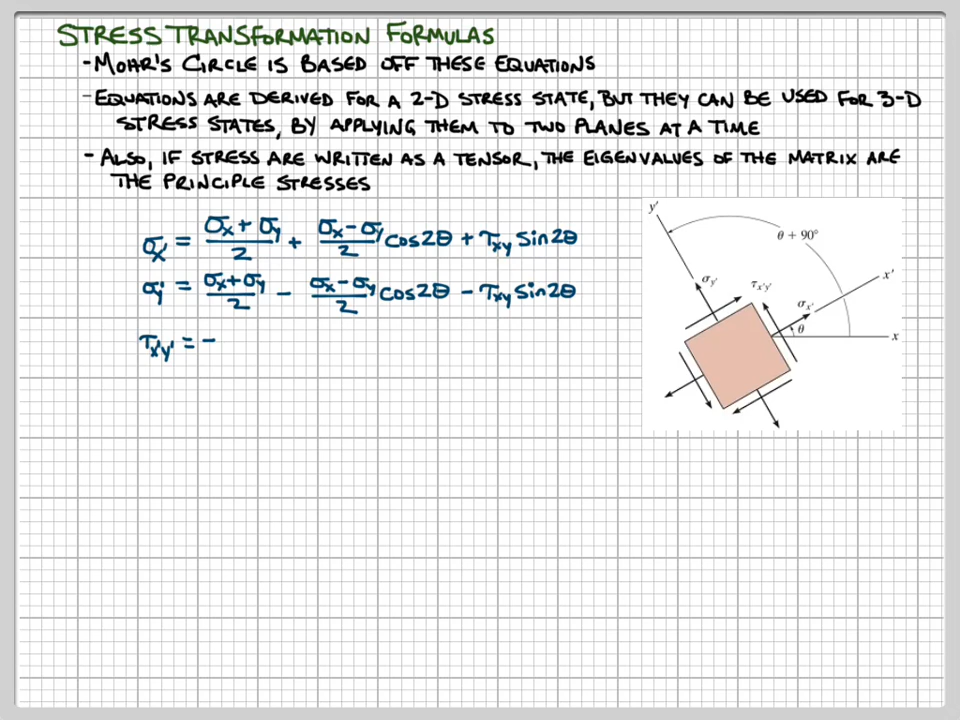 STRESS TRANSFORMATION FORMULAS
- MOHR'S CIRCLE IS BASED OFF THESE EQUATIONS
- EQUATIONS ARE DERIVED FOR A 2-D STRESS STATE, BUT THEY CAN BE USED FOR 3-D
STRESS STATES, BY APPLYING THEM TO TWO PLANES AT A TIME
- ALSO, IF STRESS ARE WRITTEN AS A TENSOR, THE EIGENVALUES OF THE MATRIX ARE
THE PRINCIPLE STRESSES
σx' = (σx + σy)/2 + (σx - σy)/2 cos2θ + τxy sin2θ
σy' = (σx + σy)/2 - (σx - σy)/2 cos2θ - τxy sin2θ
τx'y' = -
y'
θ + 90°
x'
σy'
τx'y'
σx'
θ
x